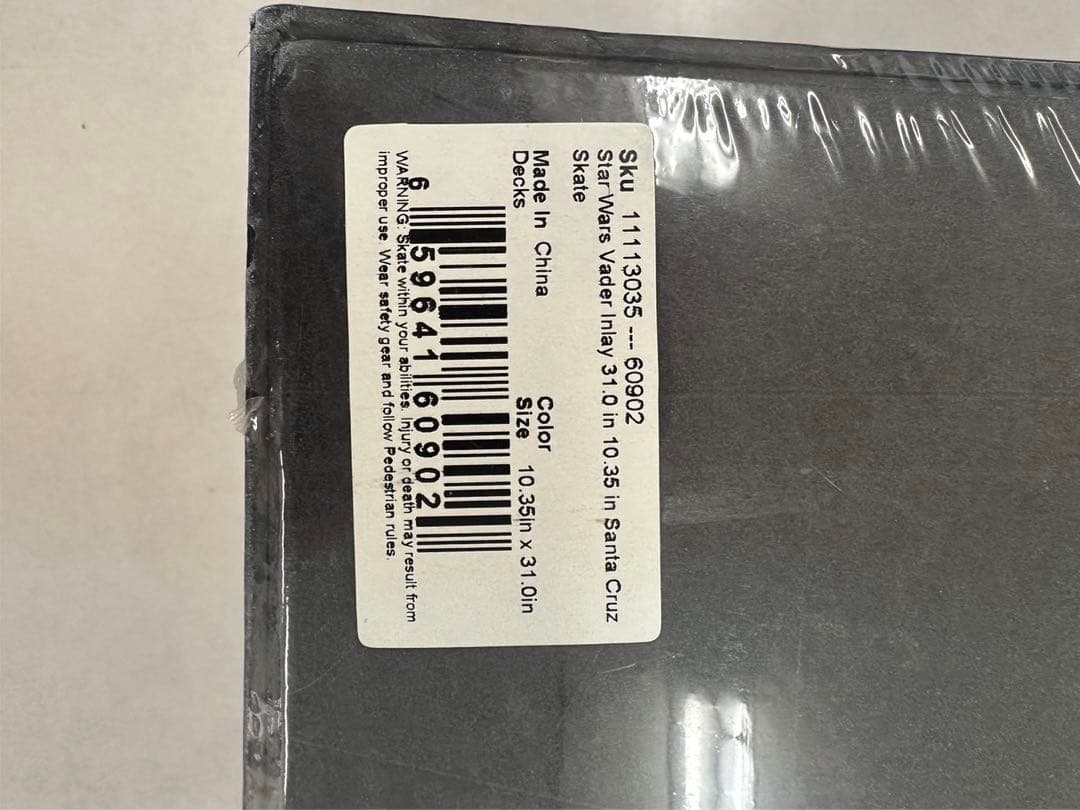 Sku 11113035 --- 60902
Star Wars Vader Inlay 31.0 in 10.35 in Santa Cruz
Skate
Made In China Color
Decks Size 10.35in x 31.0in
6 59641 60902
WARNING: Skate within your abilities. Injury or death may result from
improper use. Wear safety gear and follow Pedestrian rules.